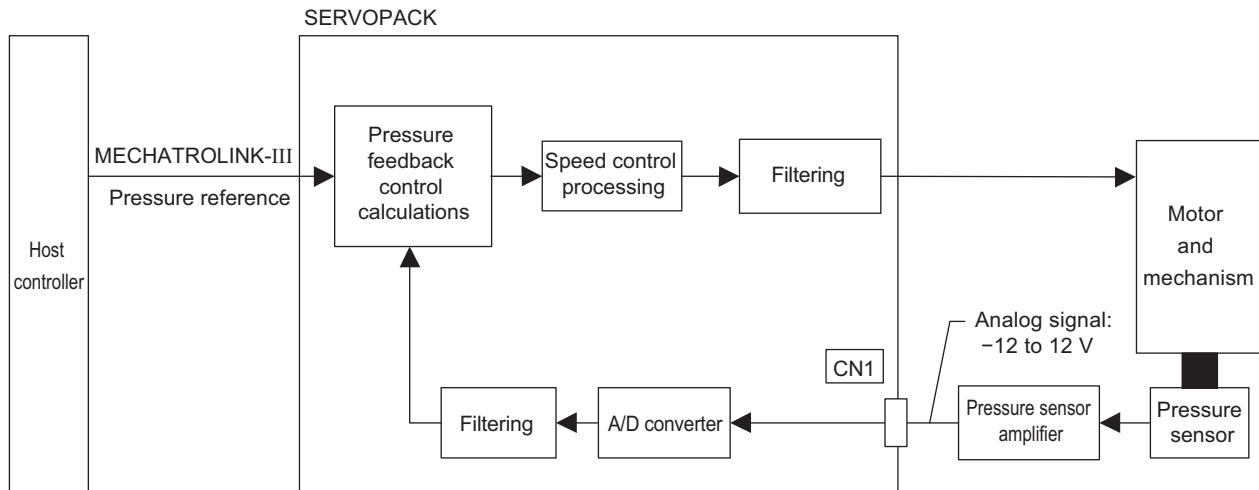 SERVOPACK
Host
controller
MECHATROLINK-III
Pressure reference
Pressure
feedback
control
calculations
Speed control
processing
Filtering
Motor
and
mechanism
Analog signal:
−12 to 12 V
CN1
Filtering
A/D converter
Pressure sensor
amplifier
Pressure
sensor